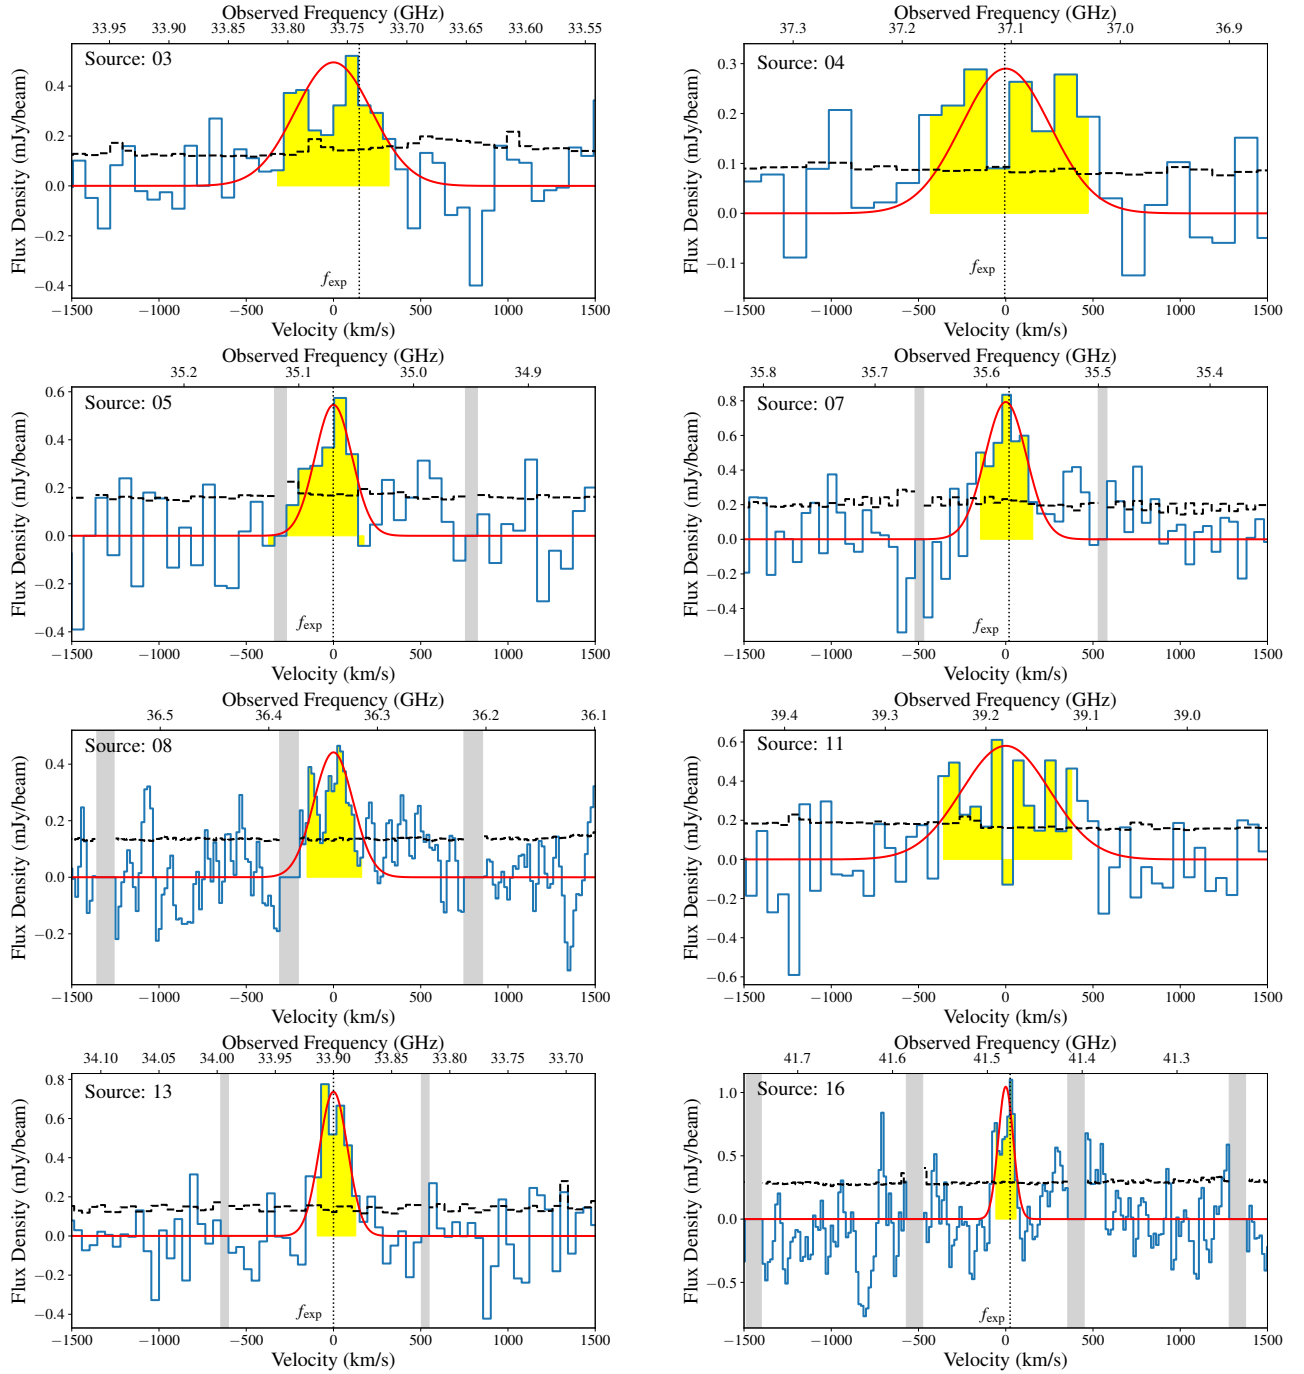 Observed Frequency (GHz)
33.95 33.90 33.85 33.80 33.75 33.70 33.65 33.60 33.55
Source: 03
Flux Density (mJy/beam)
0.4
0.2
0.0
−0.2
−0.4
fexp
−1500 −1000 −500 0 500 1000 1500
Velocity (km/s)
Observed Frequency (GHz)
37.3 37.2 37.1 37.0 36.9
Source: 04
Flux Density (mJy/beam)
0.3
0.2
0.1
0.0
−0.1
fexp
−1500 −1000 −500 0 500 1000 1500
Velocity (km/s)
Observed Frequency (GHz)
35.2 35.1 35.0 34.9
Source: 05
Flux Density (mJy/beam)
0.6
0.4
0.2
0.0
−0.2
−0.4
fexp
−1500 −1000 −500 0 500 1000 1500
Velocity (km/s)
Observed Frequency (GHz)
35.8 35.7 35.6 35.5 35.4
Source: 07
Flux Density (mJy/beam)
0.8
0.6
0.4
0.2
0.0
−0.2
−0.4
fexp
−1500 −1000 −500 0 500 1000 1500
Velocity (km/s)
Observed Frequency (GHz)
36.5 36.4 36.3 36.2 36.1
Source: 08
Flux Density (mJy/beam)
0.4
0.2
0.0
−0.2
−1500 −1000 −500 0 500 1000 1500
Velocity (km/s)
Observed Frequency (GHz)
39.4 39.3 39.2 39.1 39.0
Source: 11
Flux Density (mJy/beam)
0.6
0.4
0.2
0.0
−0.2
−0.4
−0.6
−1500 −1000 −500 0 500 1000 1500
Velocity (km/s)
Observed Frequency (GHz)
34.10 34.05 34.00 33.95 33.90 33.85 33.80 33.75 33.70
Source: 13
Flux Density (mJy/beam)
0.8
0.6
0.4
0.2
0.0
−0.2
−0.4
fexp
−1500 −1000 −500 0 500 1000 1500
Velocity (km/s)
Observed Frequency (GHz)
41.7 41.6 41.5 41.4 41.3
Source: 16
Flux Density (mJy/beam)
1.0
0.5
0.0
−0.5
fexp
−1500 −1000 −500 0 500 1000 1500
Velocity (km/s)